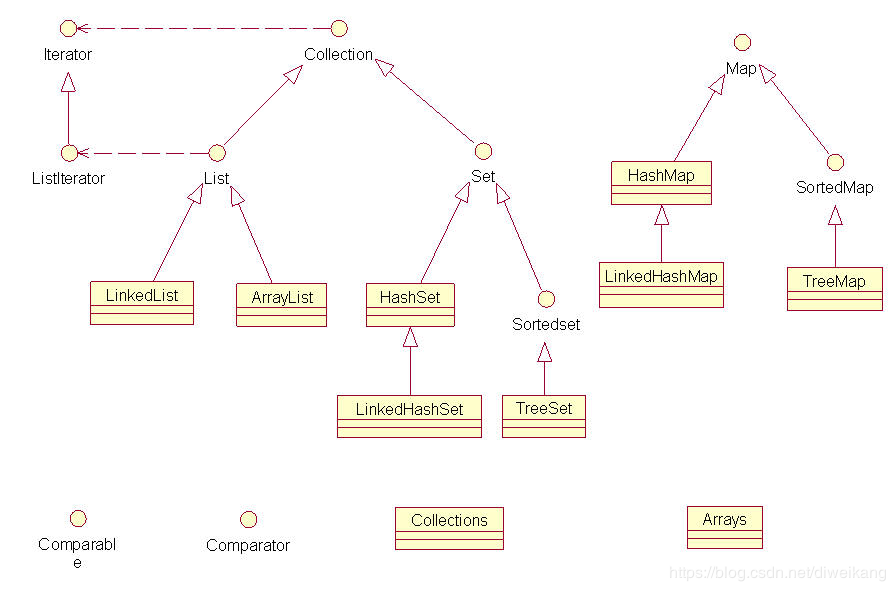 Iterator
Collection
Map
ListIterator
List
Set
HashMap
SortedMap
LinkedList
ArrayList
HashSet
Sortedset
LinkedHashMap
TreeMap
LinkedHashSet
TreeSet
Comparabl
e
Comparator
Collections
Arrays
https://blog.csdn.net/diweikang